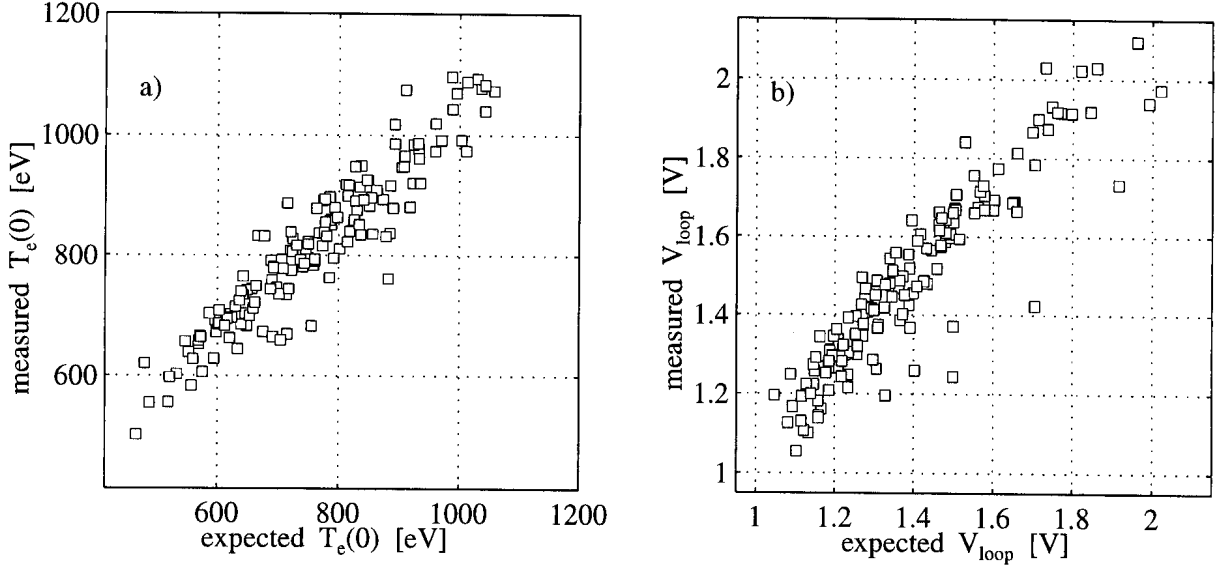 1200
1000
800
600
measured T_e(0) [eV]
a)
600 800 1000 1200
expected T_e(0) [eV]
2
1.8
1.6
1.4
1.2
1
measured V_loop [V]
b)
1 1.2 1.4 1.6 1.8 2
expected V_loop [V]